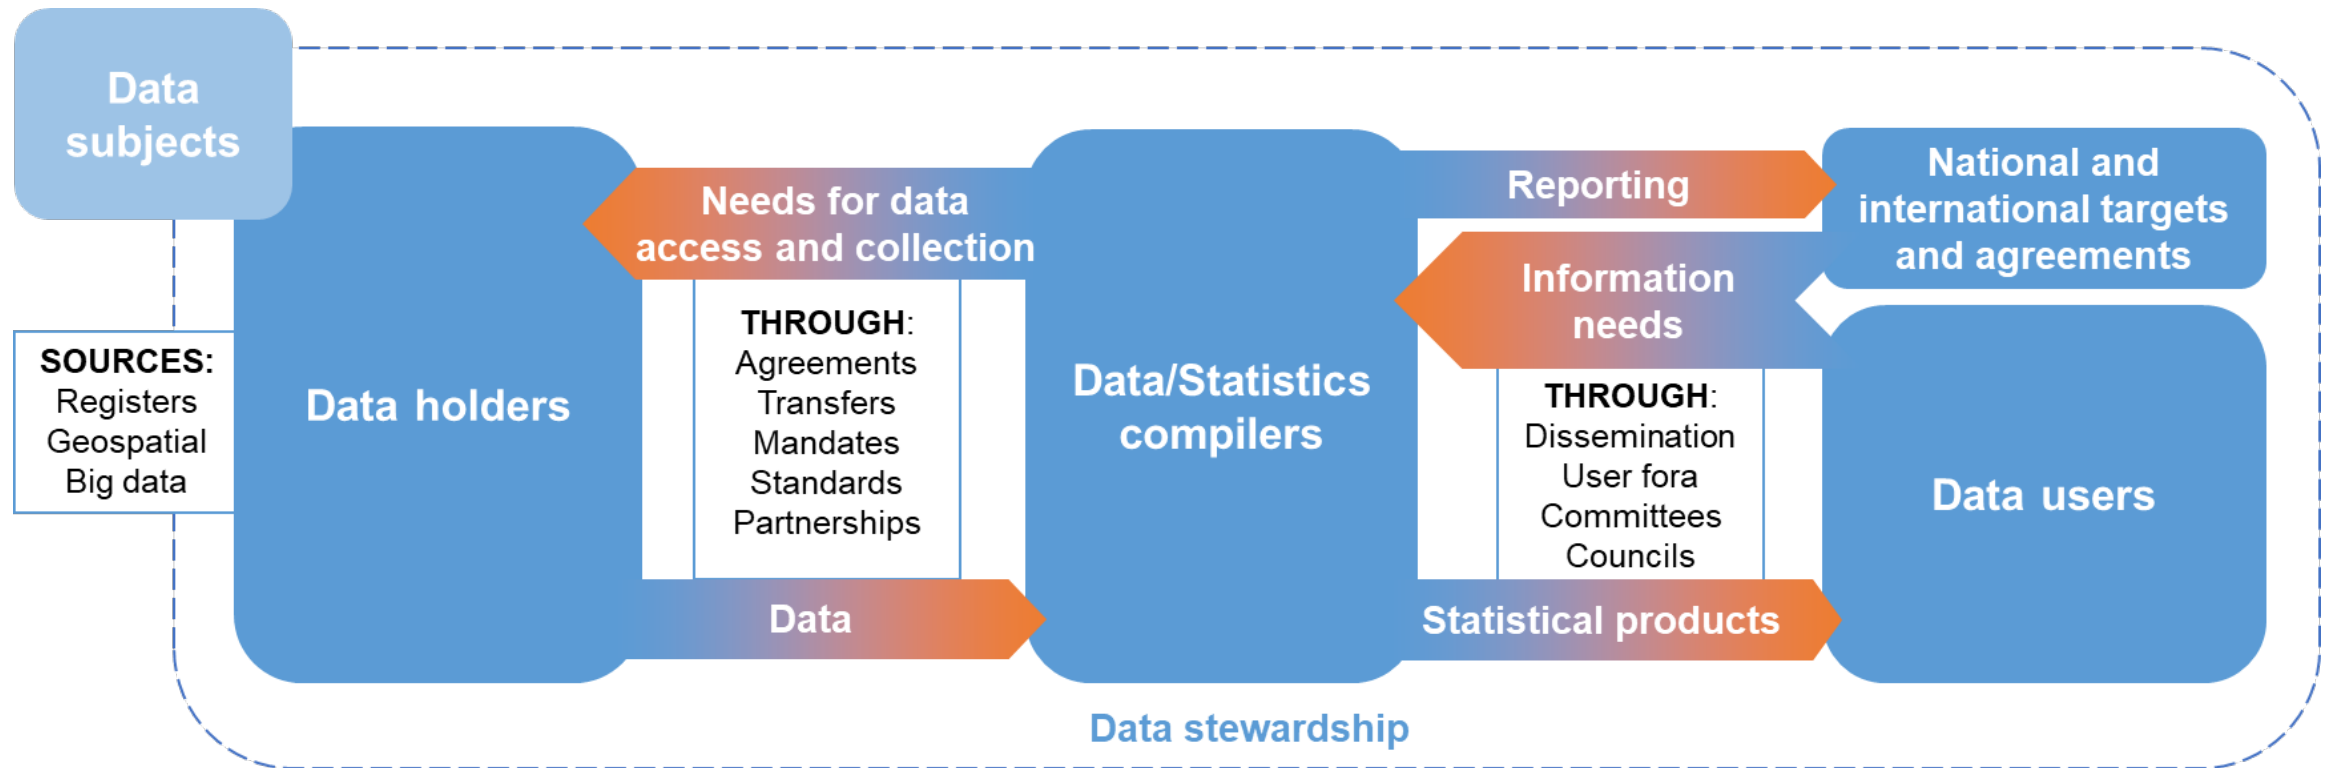 Data
subjects
SOURCES:
Registers
Geospatial
Big data
Data holders
Needs for data
access and collection
THROUGH:
Agreements
Transfers
Mandates
Standards
Partnerships
Data
Data/Statistics
compilers
Reporting
Information
needs
THROUGH:
Dissemination
User fora
Committees
Councils
Statistical products
National and
international targets
and agreements
Data users
Data stewardship